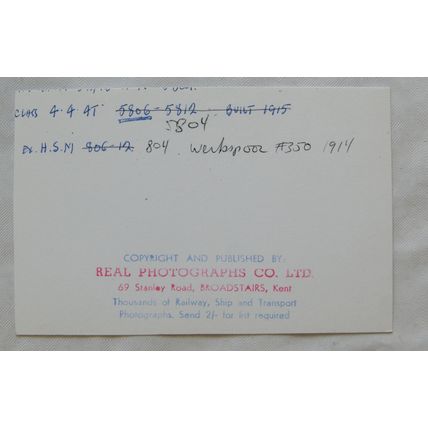 CLASS 4.4.4T 5806 - 5812. BUILT 1915
5804
Ex. H.S.M 806-12 804. Werkspoor #350 1914
COPYRIGHT AND PUBLISHED BY:
REAL PHOTOGRAPHS CO. LTD.
69 Stanley Road, BROADSTAIRS, Kent
Thousands of Railway, Ship and Transport
Photographs. Send 2/- for list required